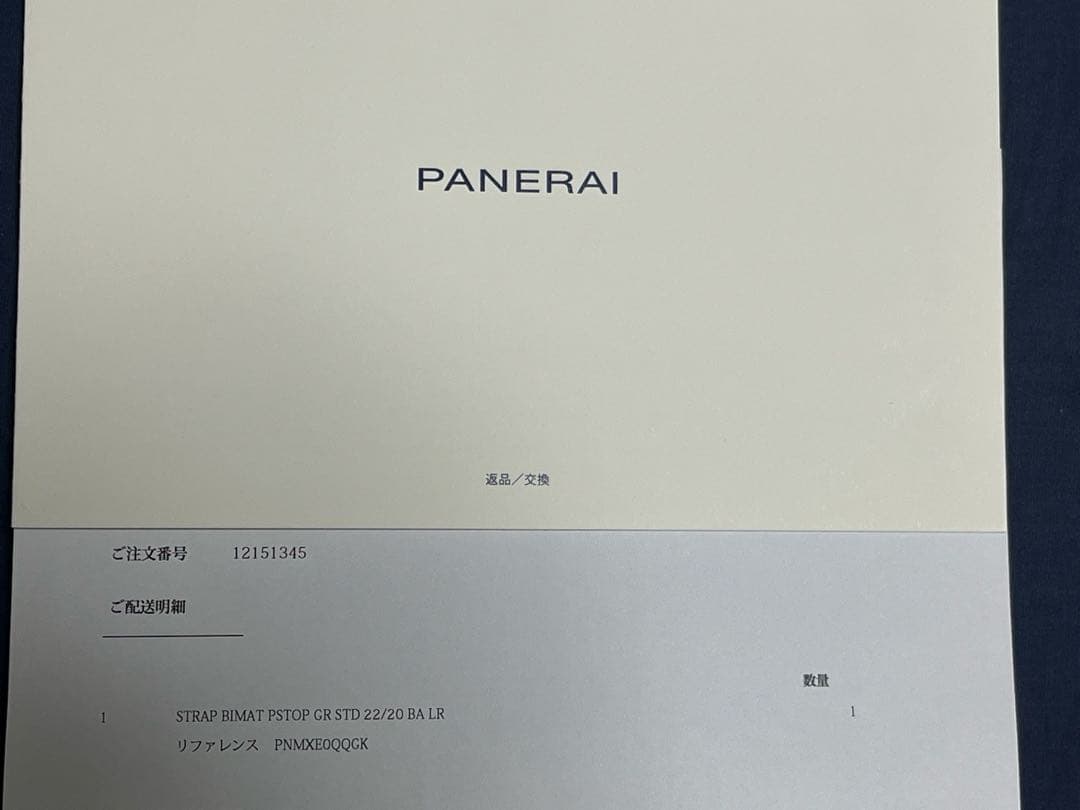 PANERAI
返品／交換
ご注文番号 12151345
ご配送明細
数量
1 STRAP BIMAT PSTOP GR STD 22/20 BA LR 1
リファレンス PNMXE0QQGK